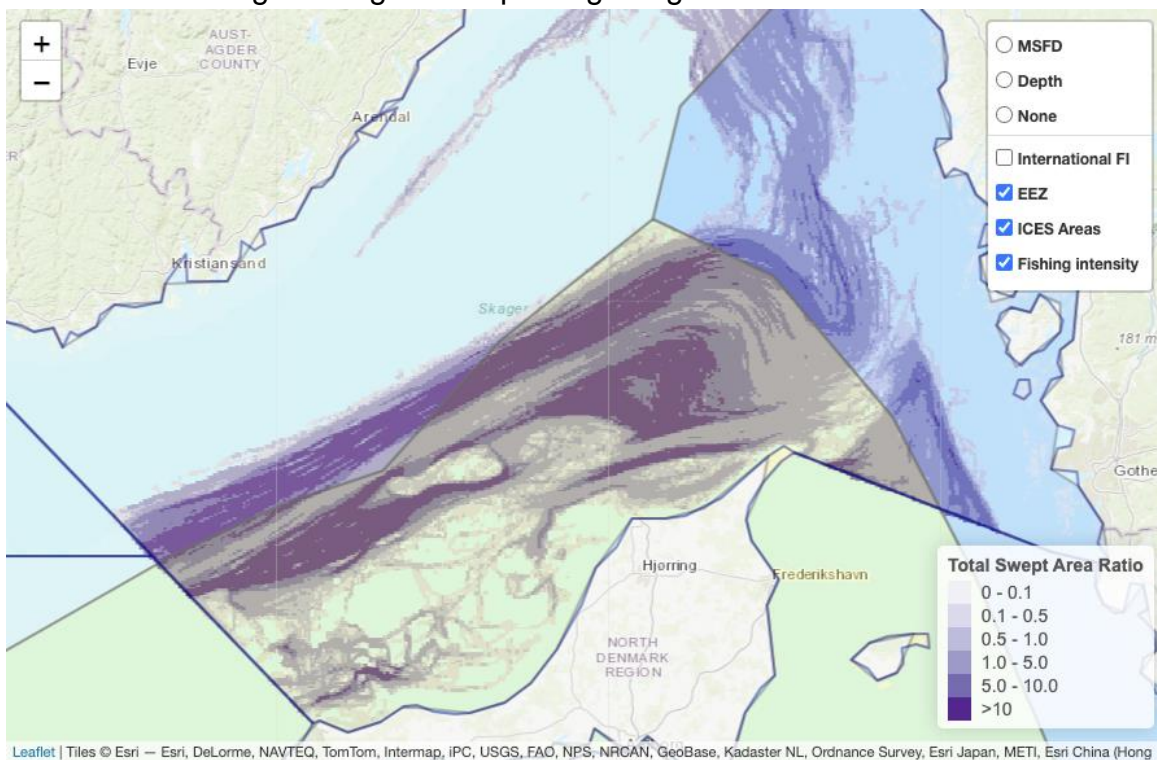 +
−
AUST-
AGDER
COUNTY
Evje
Arendal
Kristiansand
Skager
MSFD
Depth
None
International FI
EEZ
ICES Areas
Fishing intensity
181 m
Gothe
Hjørring
Frederikshavn
NORTH
DENMARK
REGION
Total Swept Area Ratio
0 - 0.1
0.1 - 0.5
0.5 - 1.0
1.0 - 5.0
5.0 - 10.0
>10
Leaflet | Tiles © Esri — Esri, DeLorme, NAVTEQ, TomTom, Intermap, iPC, USGS, FAO, NPS, NRCAN, GeoBase, Kadaster NL, Ordnance Survey, Esri Japan, METI, Esri China (Hong